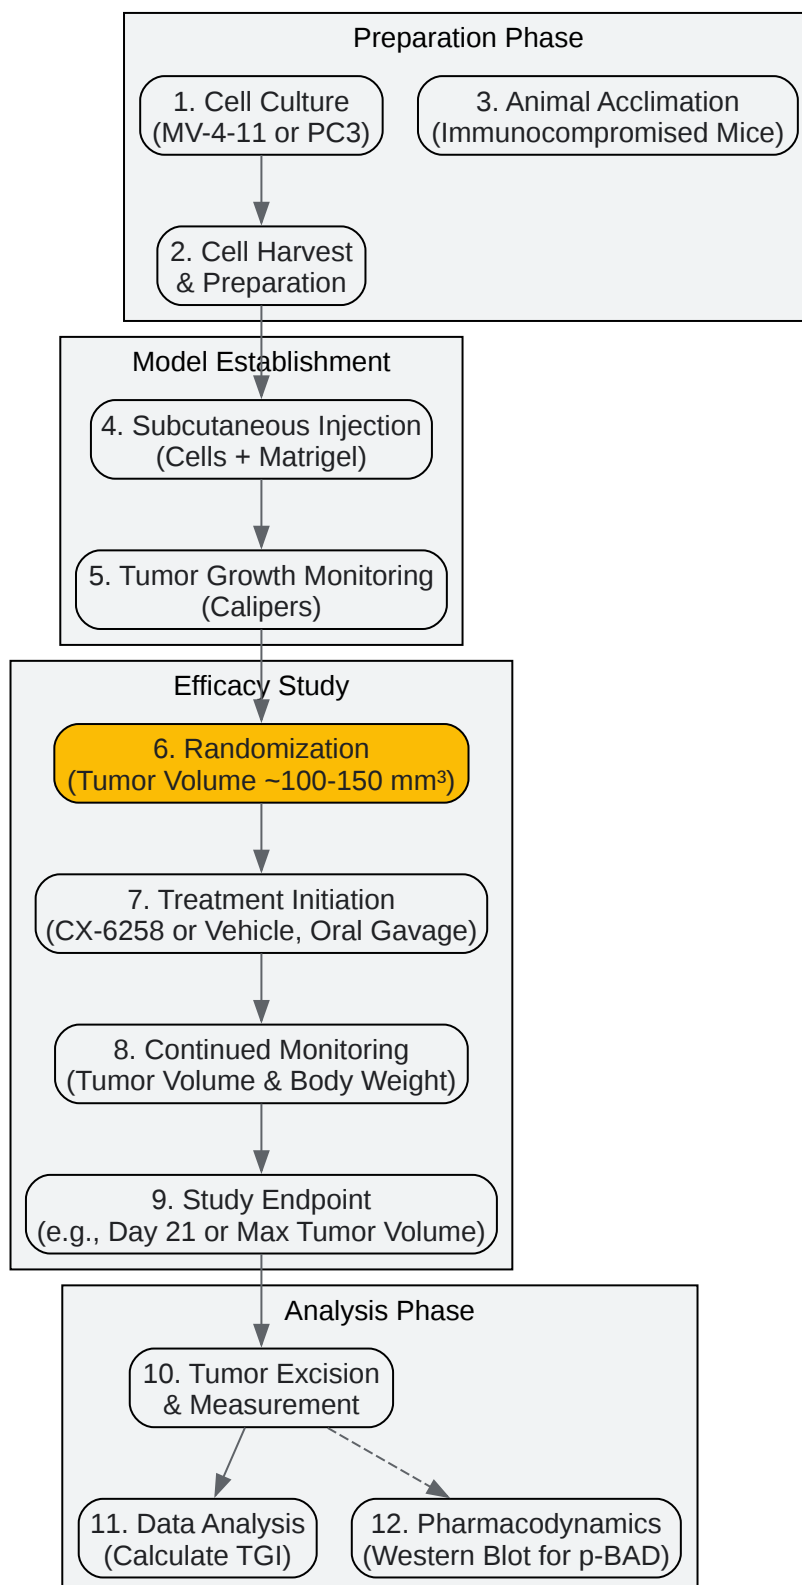 Preparation Phase
1. Cell Culture
(MV-4-11 or PC3)
3. Animal Acclimation
(Immunocompromised Mice)
2. Cell Harvest
& Preparation
Model Establishment
4. Subcutaneous Injection
(Cells + Matrigel)
5. Tumor Growth Monitoring
(Calipers)
Efficacy Study
6. Randomization
(Tumor Volume ~100-150 mm³)
7. Treatment Initiation
(CX-6258 or Vehicle, Oral Gavage)
8. Continued Monitoring
(Tumor Volume & Body Weight)
9. Study Endpoint
(e.g., Day 21 or Max Tumor Volume)
Analysis Phase
10. Tumor Excision
& Measurement
11. Data Analysis
(Calculate TGI)
12. Pharmacodynamics
(Western Blot for p-BAD)